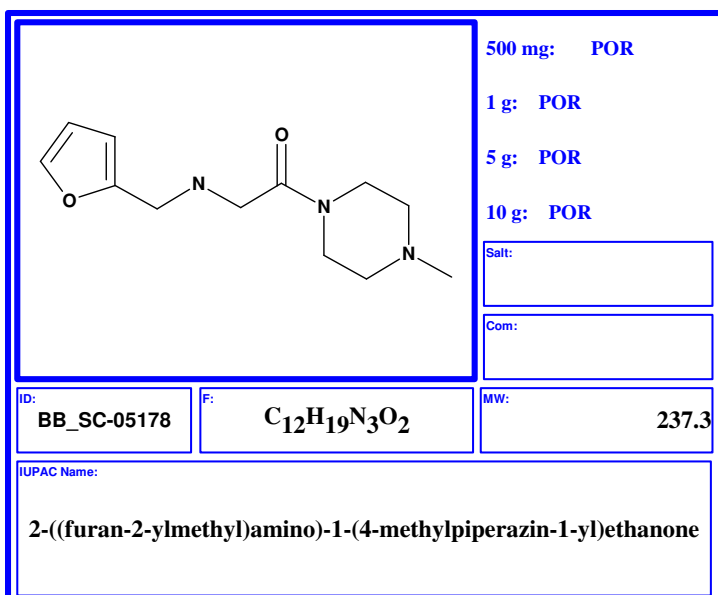 500 mg: POR
1 g: POR
5 g: POR
10 g: POR
O
N
O
N
N
Salt:
Com:
ID:
BB_SC-05178
F:
C12H19N3O2
MW:
237.3
IUPAC Name:
2-((furan-2-ylmethyl)amino)-1-(4-methylpiperazin-1-yl)ethanone